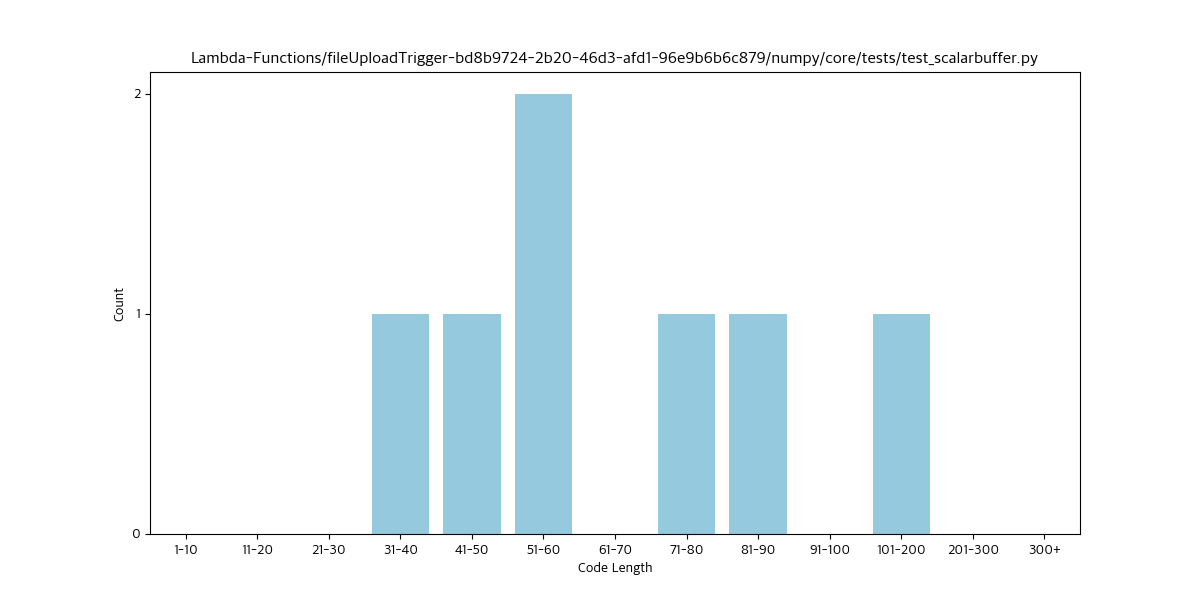 Lambda-Functions/fileUploadTrigger-bd8b9724-2b20-46d3-afd1-96e9b6b6c879/numpy/core/tests/test_scalarbuffer.py
2
1
0
Count
1-10 11-20 21-30 31-40 41-50 51-60 61-70 71-80 81-90 91-100 101-200 201-300 300+
Code Length